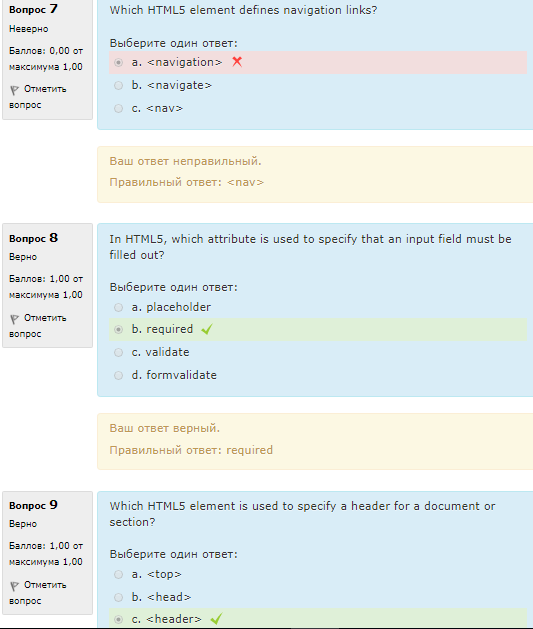 Вопрос 7
Неверно
Баллов: 0,00 от
максимума 1,00
Отметить
вопрос
Which HTML5 element defines navigation links?
Выберите один ответ:
a. <navigation>
b. <navigate>
c. <nav>
Ваш ответ неправильный.
Правильный ответ: <nav>
Вопрос 8
Верно
Баллов: 1,00 от
максимума 1,00
Отметить
вопрос
In HTML5, which attribute is used to specify that an input field must be
filled out?
Выберите один ответ:
a. placeholder
b. required
c. validate
d. formvalidate
Ваш ответ верный.
Правильный ответ: required
Вопрос 9
Верно
Баллов: 1,00 от
максимума 1,00
Отметить
вопрос
Which HTML5 element is used to specify a header for a document or
section?
Выберите один ответ:
a. <top>
b. <head>
c. <header>